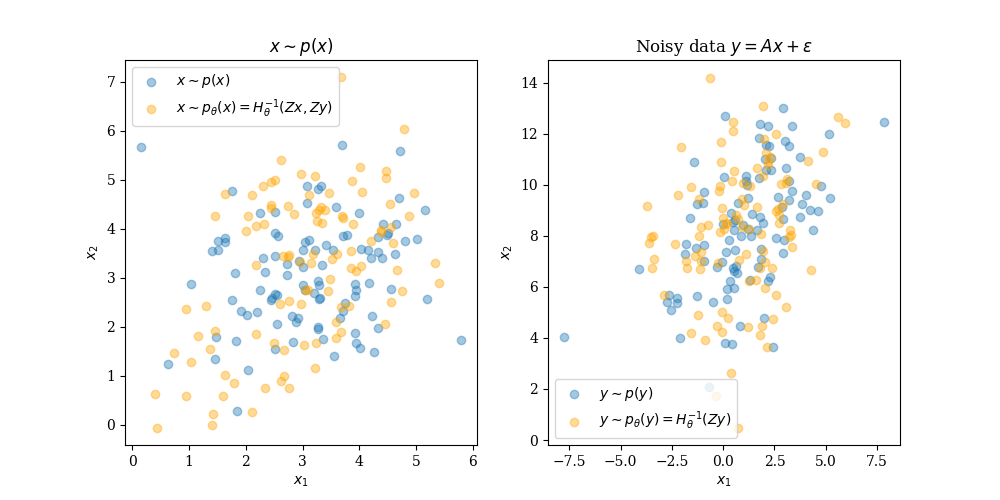 x ∼ p(x)
x ∼ p(x)
x ∼ p_θ(x) = H_θ^{-1}(Zx, Zy)
7
6
5
4
3
2
1
0
x_2
0 1 2 3 4 5 6
x_1
Noisy data y = Ax + ε
14
12
10
8
6
4
2
0
x_2
y ∼ p(y)
y ∼ p_θ(y) = H_θ^{-1}(Zy)
−7.5 −5.0 −2.5 0.0 2.5 5.0 7.5
x_1